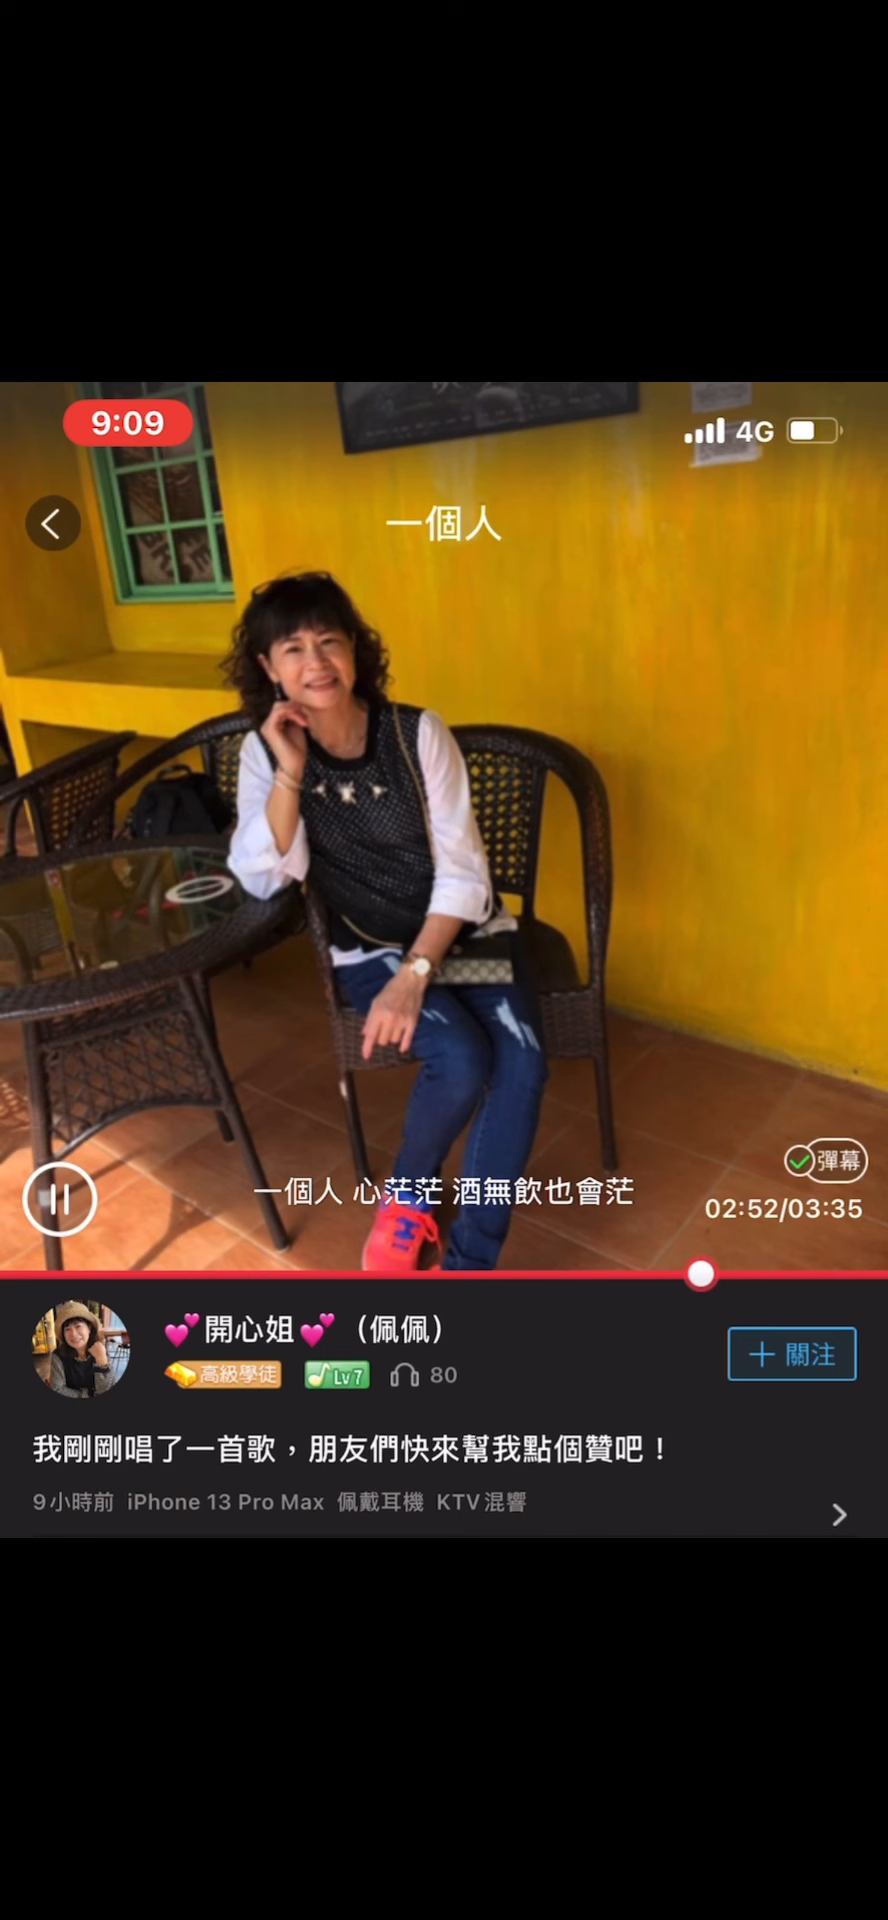 9:09
4G
一個人
彈幕
一個人 心茫茫 酒無飲也會茫
02:52/03:35
💕開心姐💕（佩佩）
高級學徒 Lv7 80
+ 關注
我剛剛唱了一首歌，朋友們快來幫我點個贊吧！
9小時前 iPhone 13 Pro Max 佩戴耳機 KTV混響